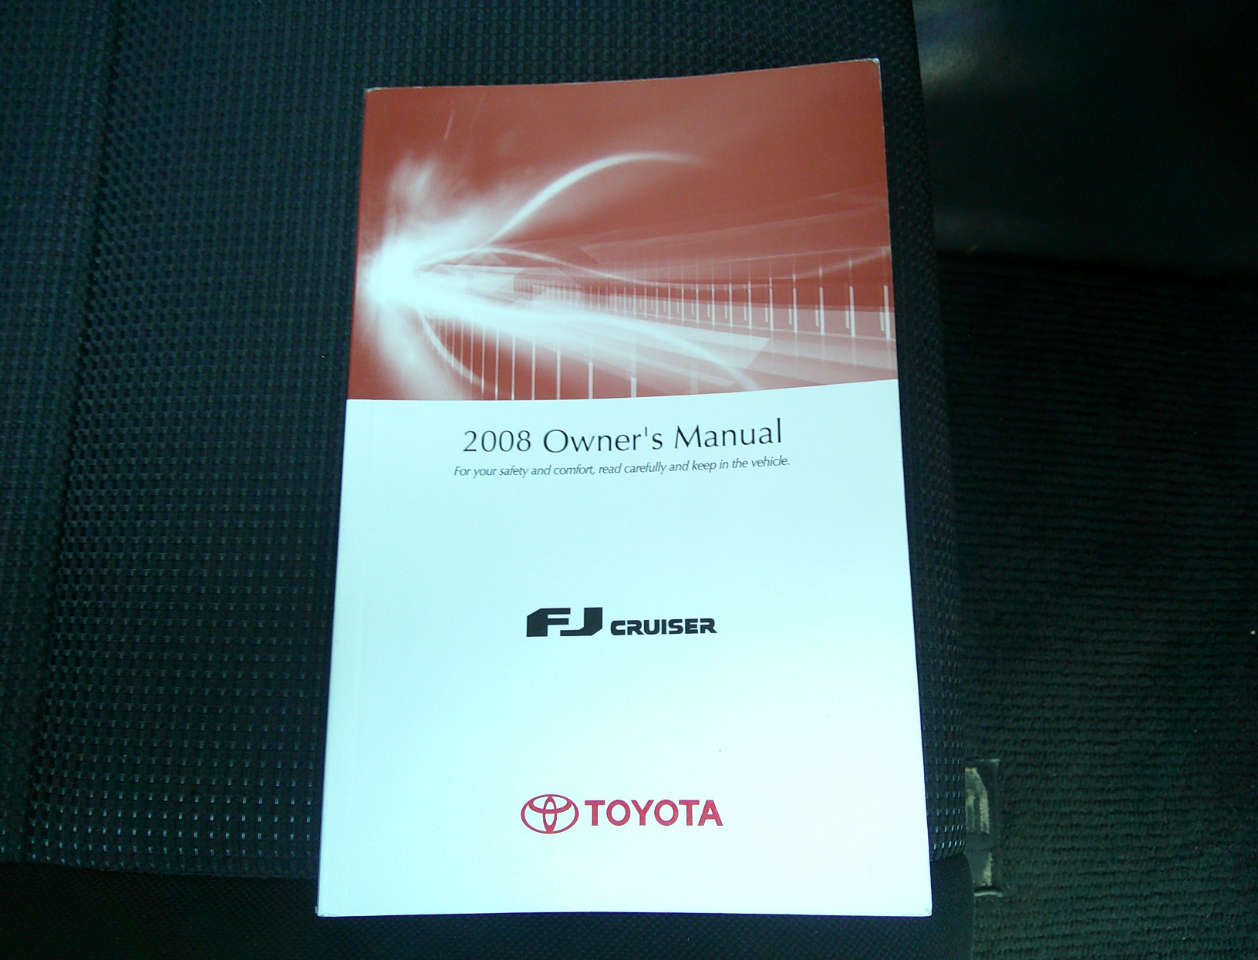 2008 Owner's Manual
For your safety and comfort, read carefully and keep in the vehicle.
FJ CRUISER
TOYOTA